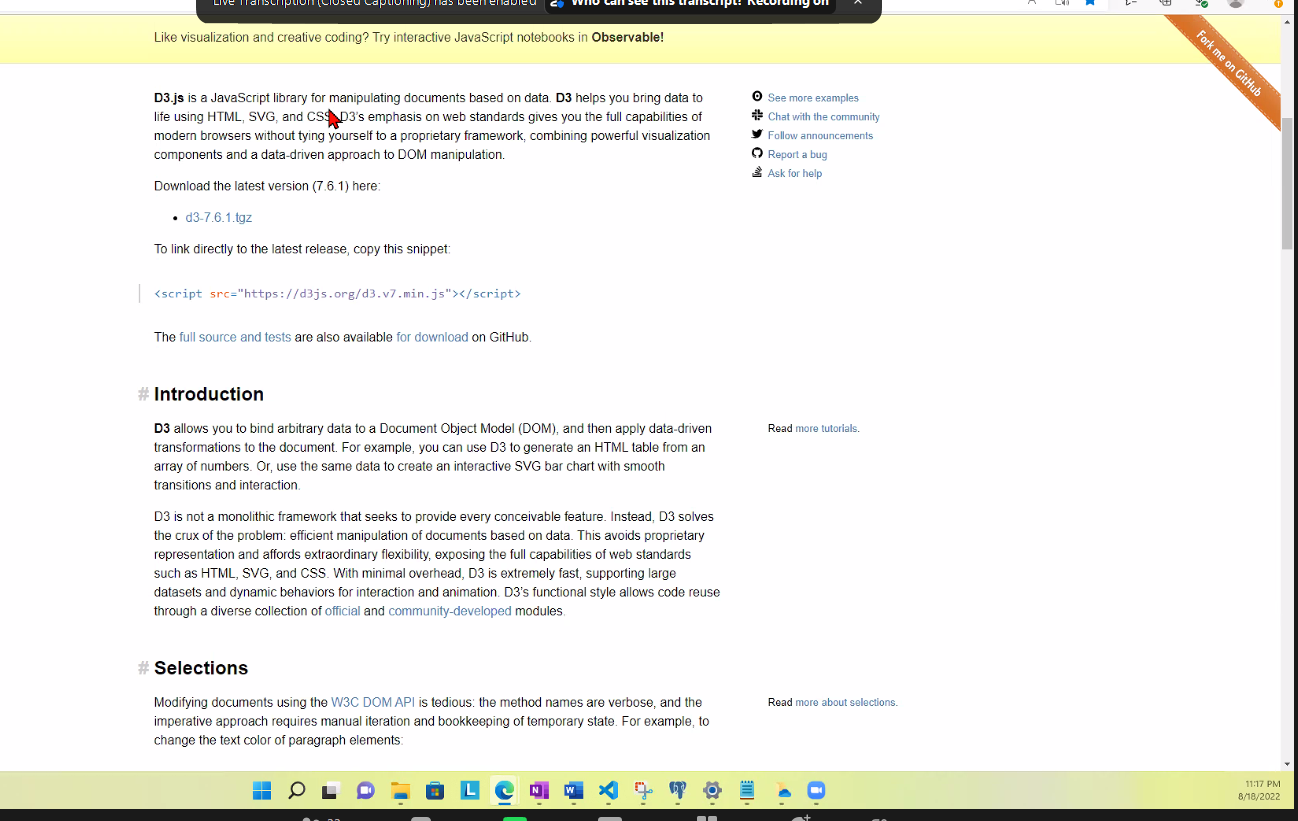 Live Transcription (Closed Captioning) has been enabled Who can see this transcript? Recording on
Like visualization and creative coding? Try interactive JavaScript notebooks in Observable!
Fork me on GitHub
D3.js is a JavaScript library for manipulating documents based on data. D3 helps you bring data to
life using HTML, SVG, and CSS. D3's emphasis on web standards gives you the full capabilities of
modern browsers without tying yourself to a proprietary framework, combining powerful visualization
components and a data-driven approach to DOM manipulation.
See more examples
Chat with the community
Follow announcements
Report a bug
Ask for help
Download the latest version (7.6.1) here:
• d3-7.6.1.tgz
To link directly to the latest release, copy this snippet:
<script src="https://d3js.org/d3.v7.min.js"></script>
The full source and tests are also available for download on GitHub.
# Introduction
D3 allows you to bind arbitrary data to a Document Object Model (DOM), and then apply data-driven
transformations to the document. For example, you can use D3 to generate an HTML table from an
array of numbers. Or, use the same data to create an interactive SVG bar chart with smooth
transitions and interaction.
Read more tutorials.
D3 is not a monolithic framework that seeks to provide every conceivable feature. Instead, D3 solves
the crux of the problem: efficient manipulation of documents based on data. This avoids proprietary
representation and affords extraordinary flexibility, exposing the full capabilities of web standards
such as HTML, SVG, and CSS. With minimal overhead, D3 is extremely fast, supporting large
datasets and dynamic behaviors for interaction and animation. D3's functional style allows code reuse
through a diverse collection of official and community-developed modules.
# Selections
Modifying documents using the W3C DOM API is tedious: the method names are verbose, and the
imperative approach requires manual iteration and bookkeeping of temporary state. For example, to
change the text color of paragraph elements:
Read more about selections.
11:17 PM
8/18/2022